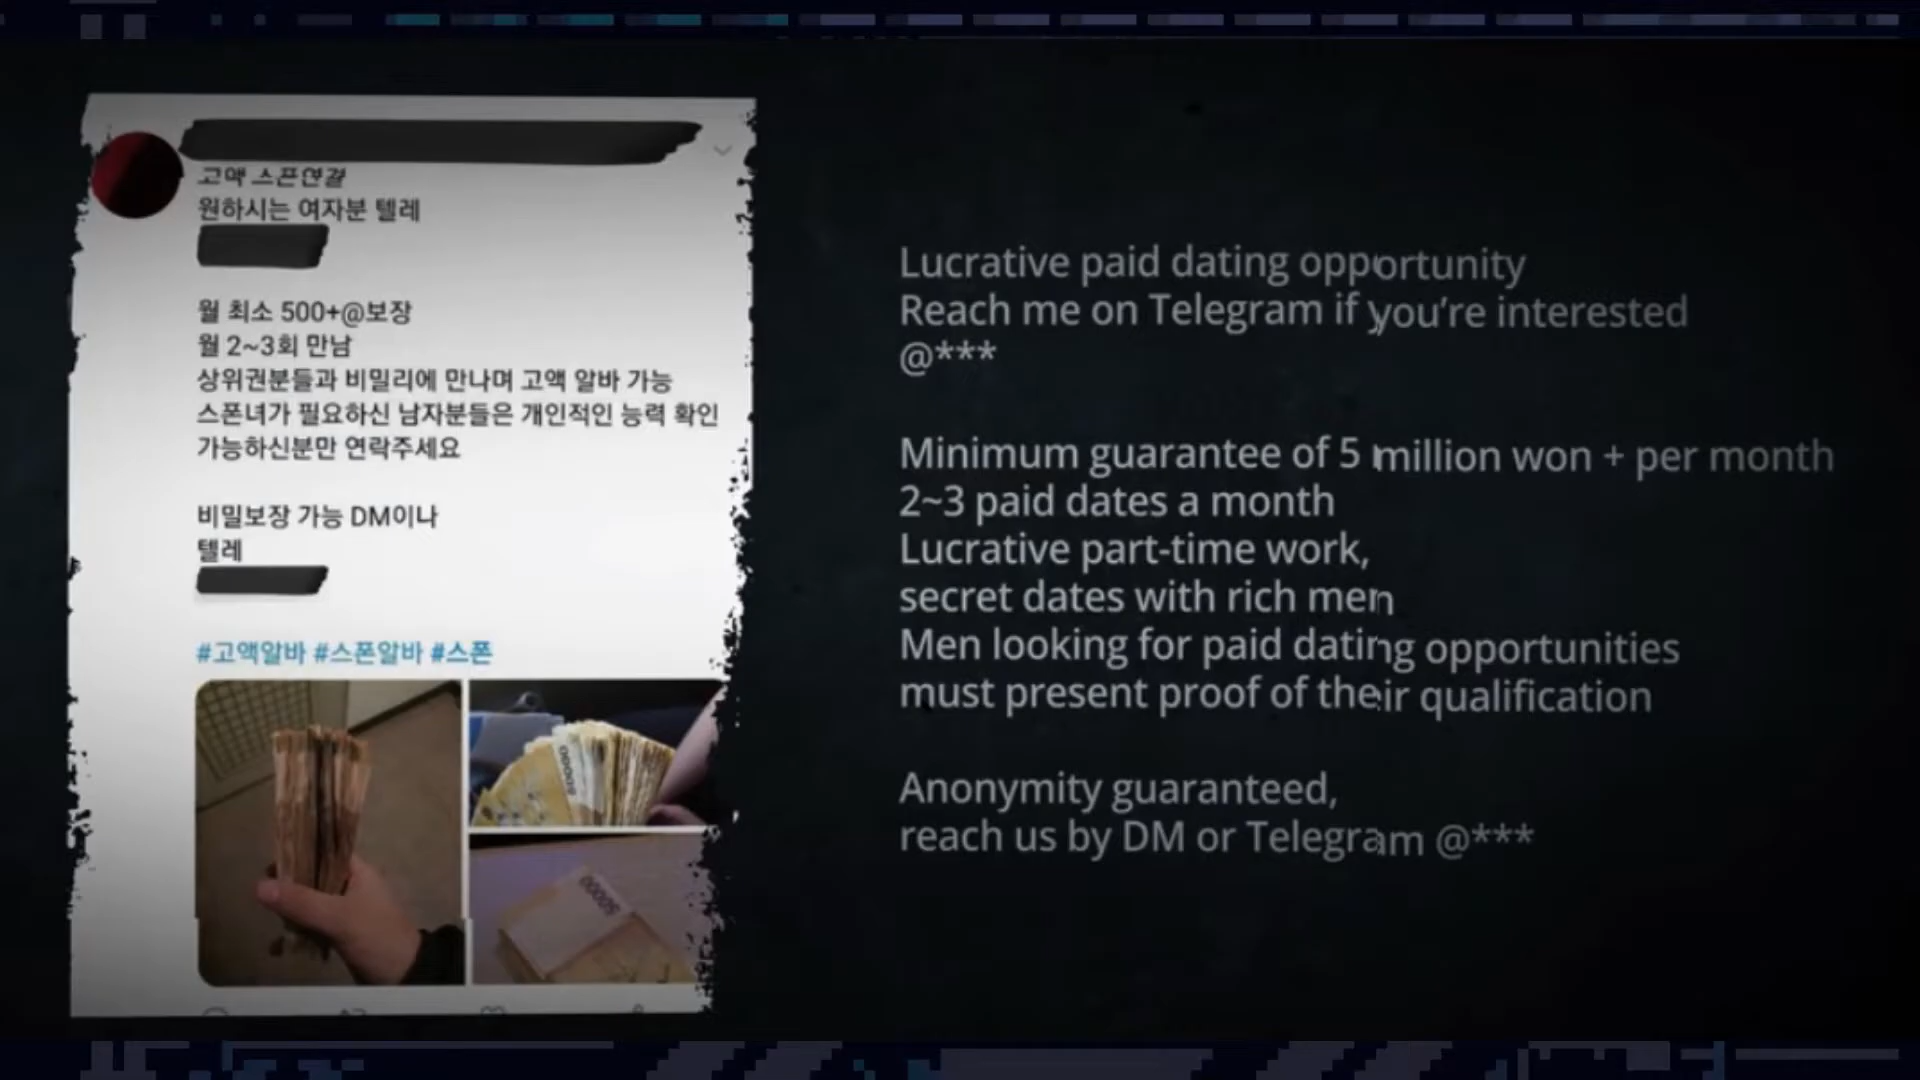 고액 스폰연결
원하시는 여자분 텔레
월 최소 500+@보장
월 2~3회 만남
상위권분들과 비밀리에 만나며 고액 알바 가능
스폰녀가 필요하신 남자분들은 개인적인 능력 확인
가능하신분만 연락주세요
비밀보장 가능 DM이나
텔레
#고액알바 #스폰알바 #스폰
50000
50000
Lucrative paid dating opportunity
Reach me on Telegram if you're interested
@***
Minimum guarantee of 5 million won + per month
2~3 paid dates a month
Lucrative part-time work,
secret dates with rich men
Men looking for paid dating opportunities
must present proof of their qualification
Anonymity guaranteed,
reach us by DM or Telegram @***